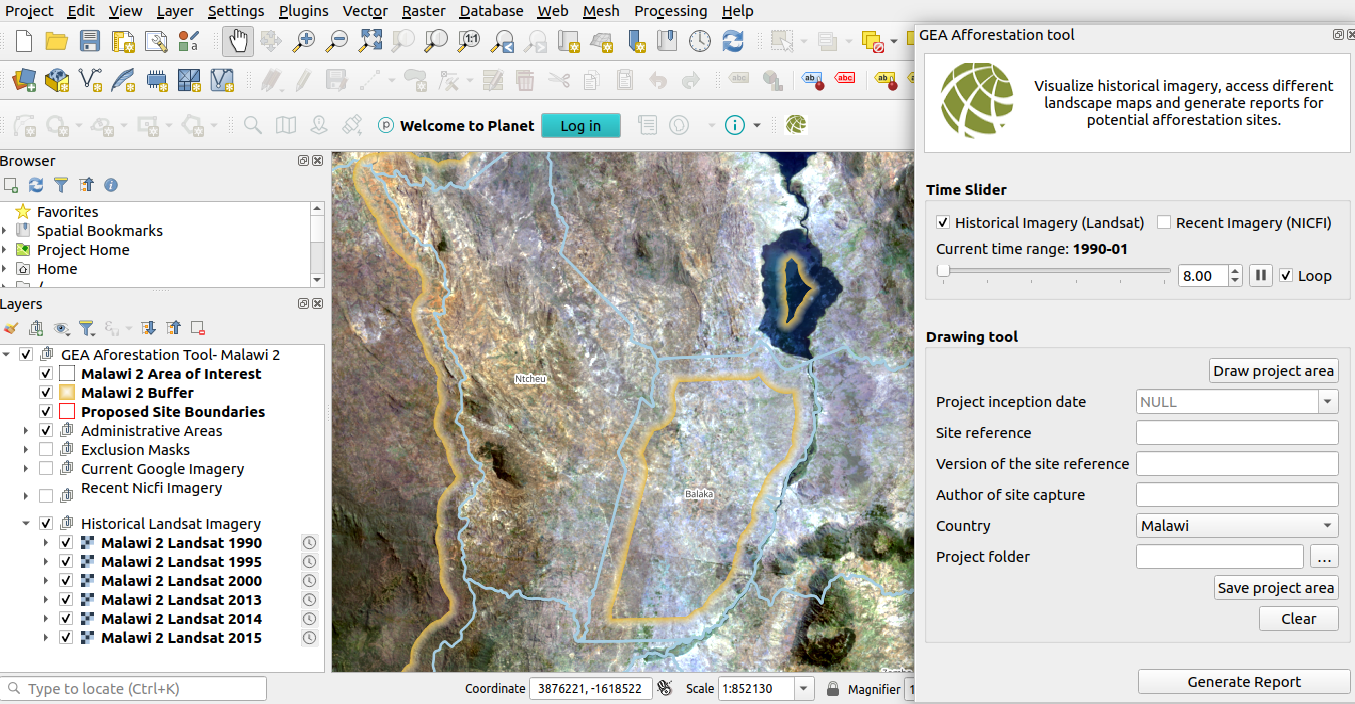 Project Edit View Layer Settings Plugins Vector Raster Database Web Mesh Processing Help
GEA Afforestation tool
Visualize historical imagery, access different
landscape maps and generate reports for
potential afforestation sites.
1:1
abc
ab
abc
ab
Welcome to Planet
Log in
Browser
Favorites
Spatial Bookmarks
Project Home
Home
/
Layers
GEA Aforestation Tool- Malawi 2
Malawi 2 Area of Interest
Malawi 2 Buffer
Proposed Site Boundaries
Administrative Areas
Exclusion Masks
Current Google Imagery
Recent Nicfi Imagery
Historical Landsat Imagery
Malawi 2 Landsat 1990
Malawi 2 Landsat 1995
Malawi 2 Landsat 2000
Malawi 2 Landsat 2013
Malawi 2 Landsat 2014
Malawi 2 Landsat 2015
Ntcheu
Balaka
Time Slider
Historical Imagery (Landsat) Recent Imagery (NICFI)
Current time range: 1990-01
8.00
Loop
Drawing tool
Draw project area
Project inception date NULL
Site reference
Version of the site reference
Author of site capture
Country Malawi
Project folder ...
Save project area
Clear
Generate Report
Type to locate (Ctrl+K)
Coordinate 3876221, -1618522 Scale 1:852130 Magnifier